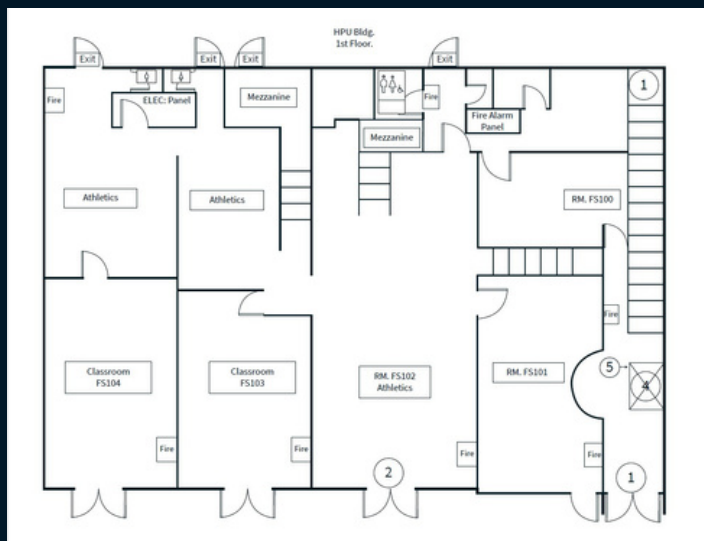 HPU Bldg.
1st Floor.
Exit
Exit
Exit
Exit
Fire
ELEC: Panel
Mezzanine
Fire
1
Mezzanine
Fire Alarm
Panel
Athletics
Athletics
RM. FS100
Fire
Classroom
FS104
Classroom
FS103
RM. FS102
Athletics
RM. FS101
5
4
Fire
Fire
Fire
Fire
2
1